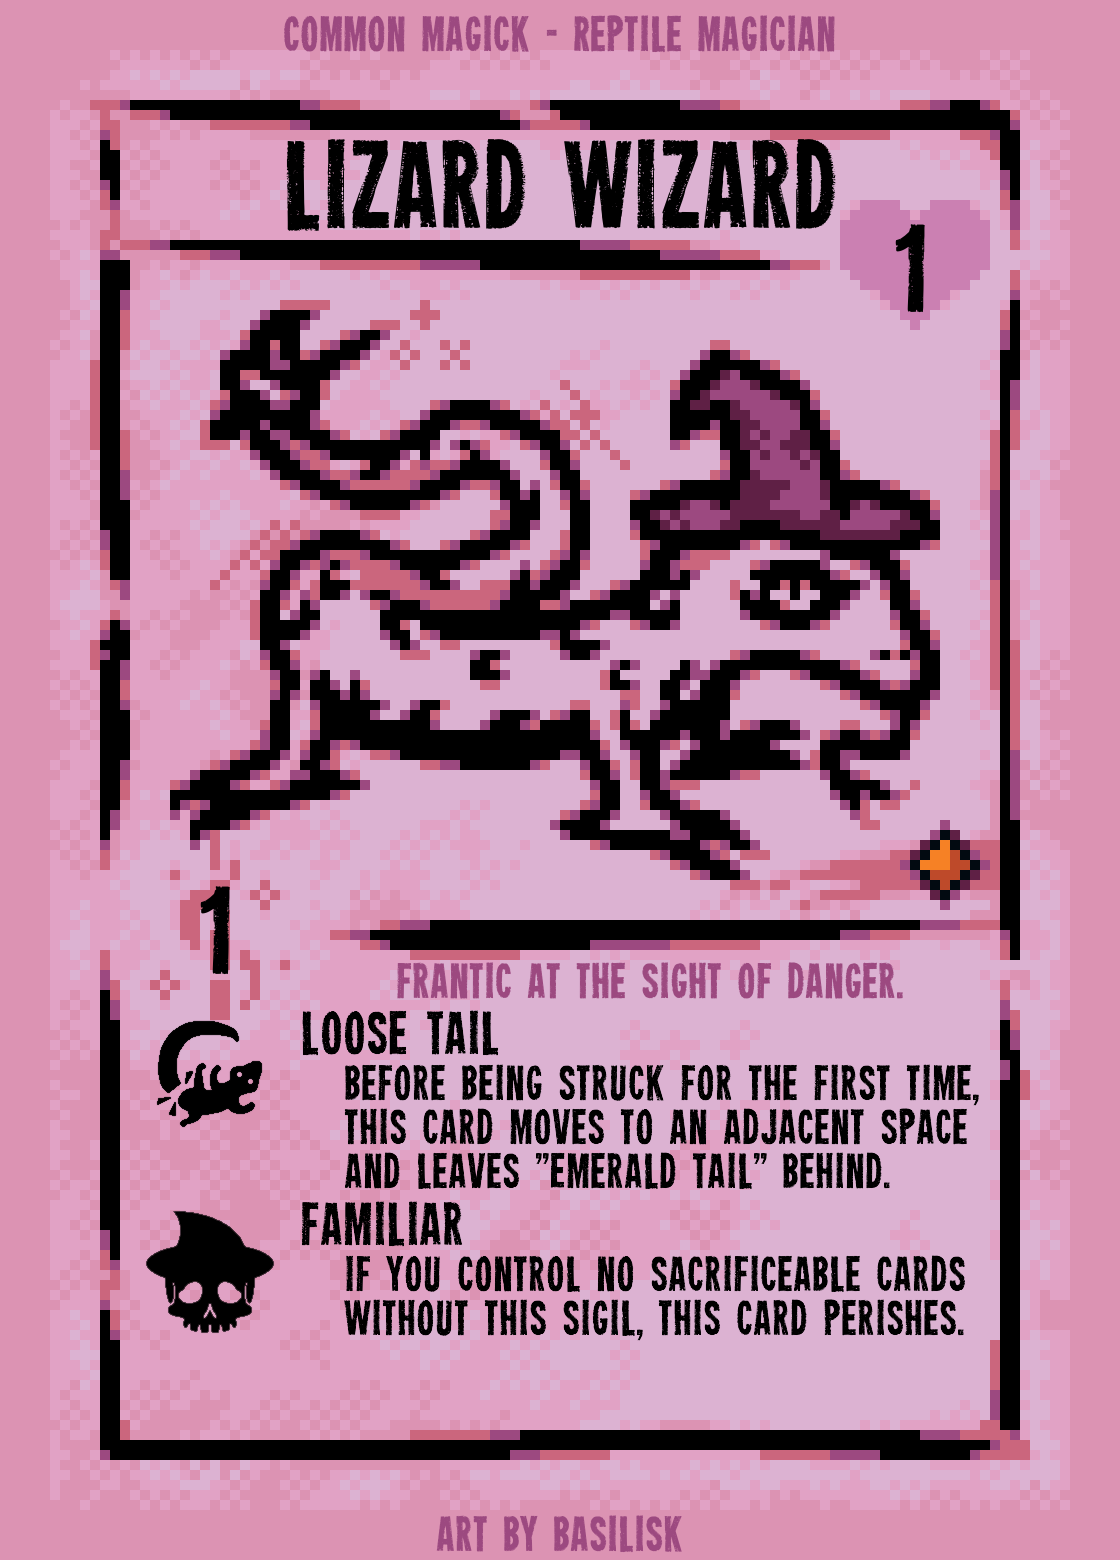 COMMON MAGICK - REPTILE MAGICIAN
LIZARD WIZARD
1
1
FRANTIC AT THE SIGHT OF DANGER.
LOOSE TAIL
BEFORE BEING STRUCK FOR THE FIRST TIME,
THIS CARD MOVES TO AN ADJACENT SPACE
AND LEAVES ”EMERALD TAIL” BEHIND.
FAMILIAR
IF YOU CONTROL NO SACRIFICEABLE CARDS
WITHOUT THIS SIGIL, THIS CARD PERISHES.
ART BY BASILISK